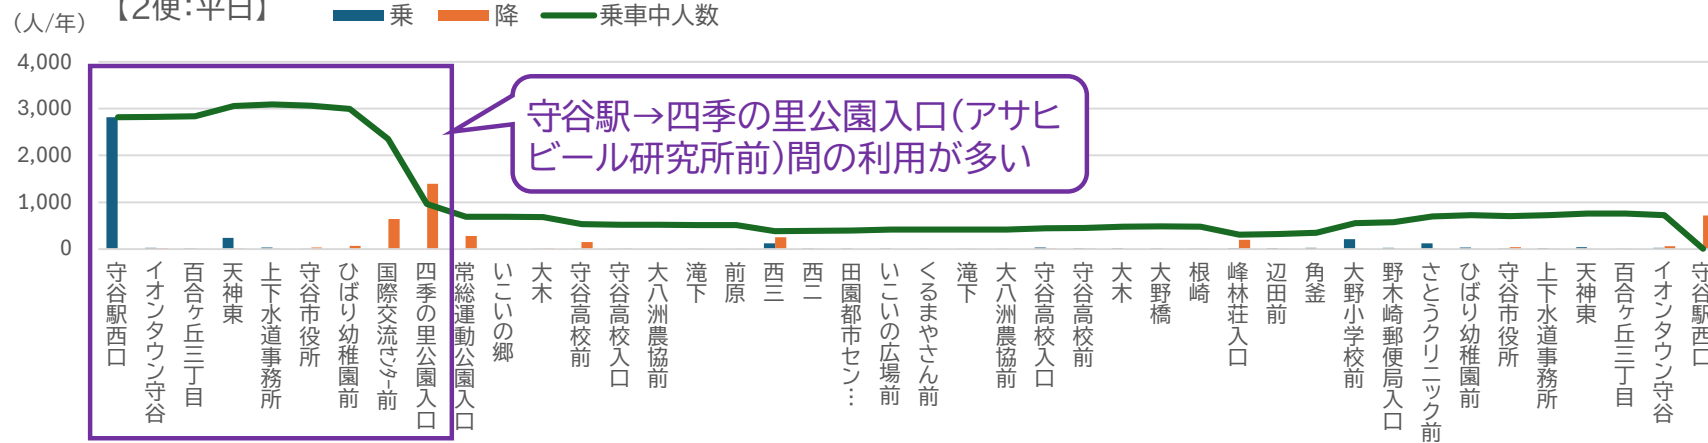 【2便：平日】
（人/年）
乗
降
乗車中人数
4,000
3,000
2,000
1,000
0
守谷駅→四季の里公園入口（アサヒ
ビール研究所前）間の利用が多い
守谷駅西口
イオンタウン守谷
百合ヶ丘三丁目
天神東
上下水道事務所
守谷市役所
ひばり幼稚園前
国際交流ｾﾝﾀｰ前
四季の里公園入口
常総運動公園入口
いこいの郷
大木
守谷高校前
守谷高校入口
大八洲農協前
滝下
前原
西三
西二
田園都市セン…
いこいの広場前
くるまやさん前
滝下
大八洲農協前
守谷高校入口
守谷高校前
大木
大野橋
根崎
峰林荘入口
辺田前
角釜
大野小学校前
野木崎郵便局入口
さとうクリニック前
ひばり幼稚園前
守谷市役所
上下水道事務所
天神東
百合ヶ丘三丁目
イオンタウン守谷
守谷駅西口